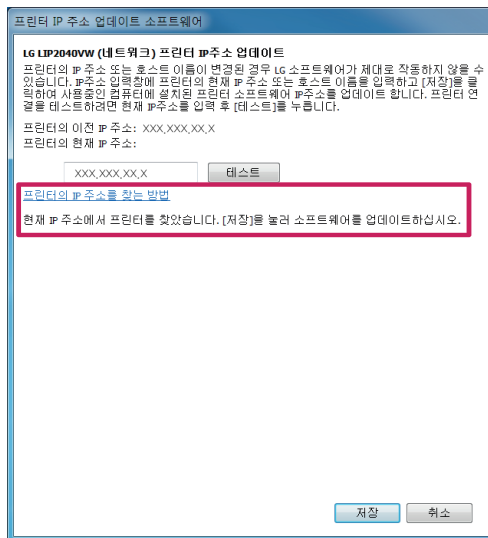 프린터 IP 주소 업데이트 소프트웨어
LG LIP2040VW (네트워크) 프린터 IP주소 업데이트
프린터의 IP 주소 또는 호스트 이름이 변경된 경우 LG 소프트웨어가 제대로 작동하지 않을 수
있습니다. IP주소 입력창에 프린터의 현재 IP 주소 또는 호스트 이름을 입력하고 [저장]을 클
릭하여 사용중인 컴퓨터에 설치된 프린터 소프트웨어 IP주소를 업데이트 합니다. 프린터 연
결을 테스트하려면 현재 IP주소를 입력 후 [테스트]를 누릅니다.
프린터의 이전 IP 주소: XXX,XXX,XX,X
프린터의 현재 IP 주소:
XXX,XXX,XX,X 테스트
프린터의 IP 주소를 찾는 방법
현재 IP 주소에서 프린터를 찾았습니다. [저장]을 눌러 소프트웨어를 업데이트하십시오.
저장 취소